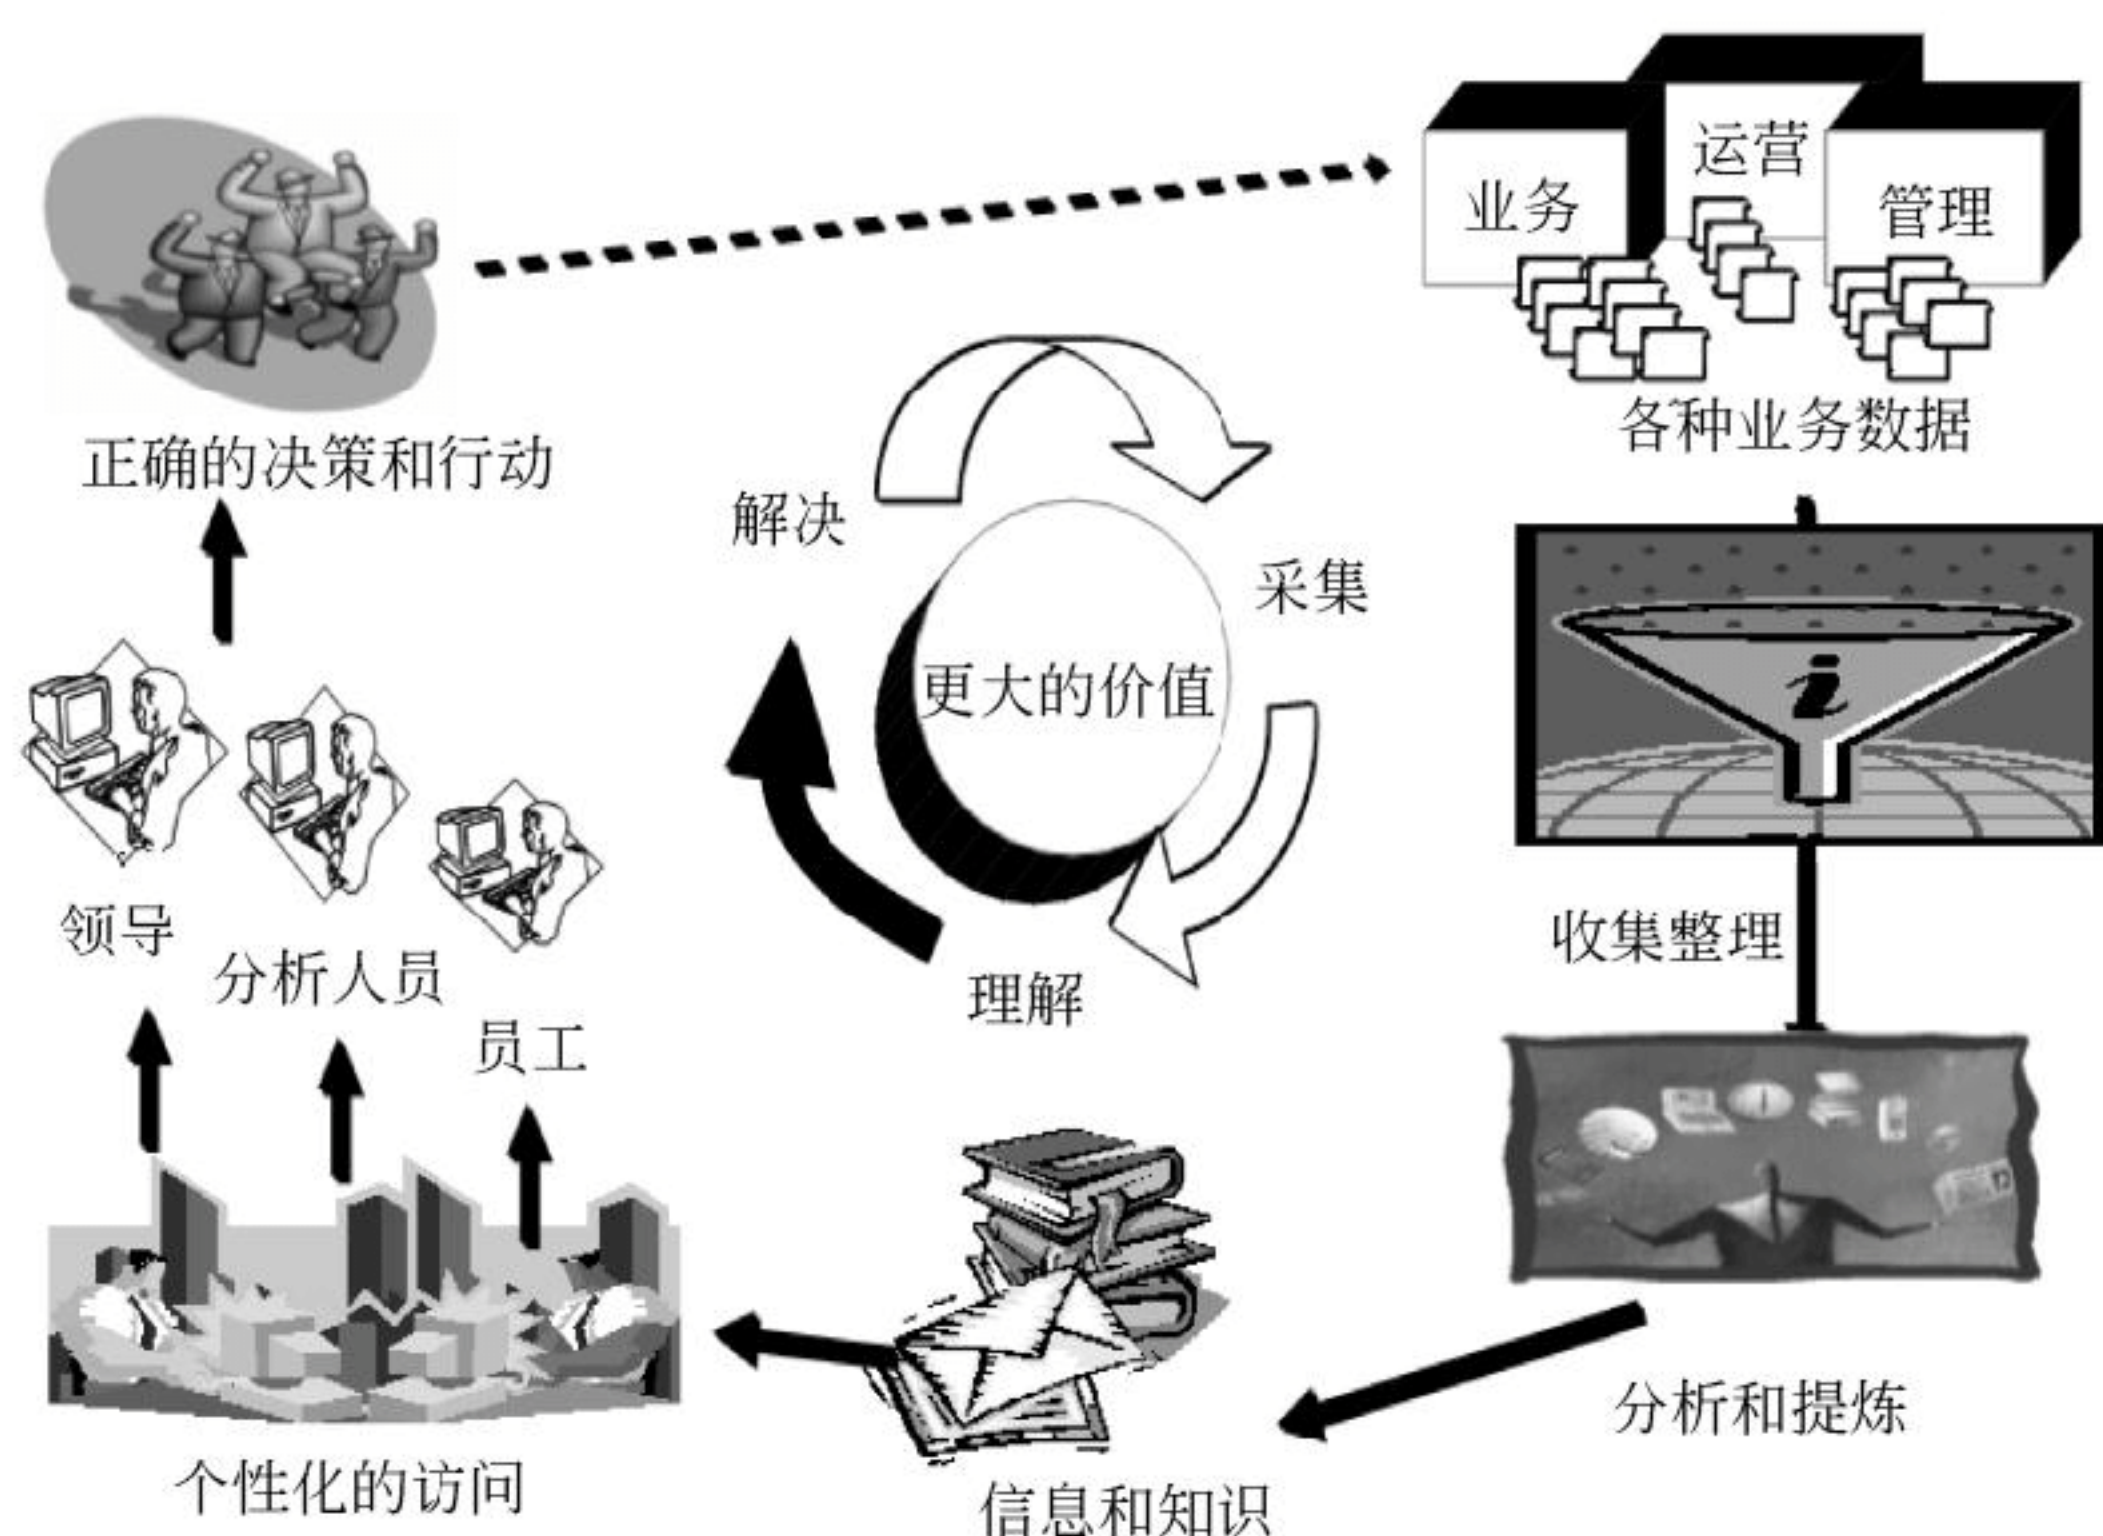 运营
业务
管理
各种业务数据
正确的决策和行动
解决
采集
更大的价值
i
领导
收集整理
分析人员
理解
员工
分析和提炼
个性化的访问
信息和知识